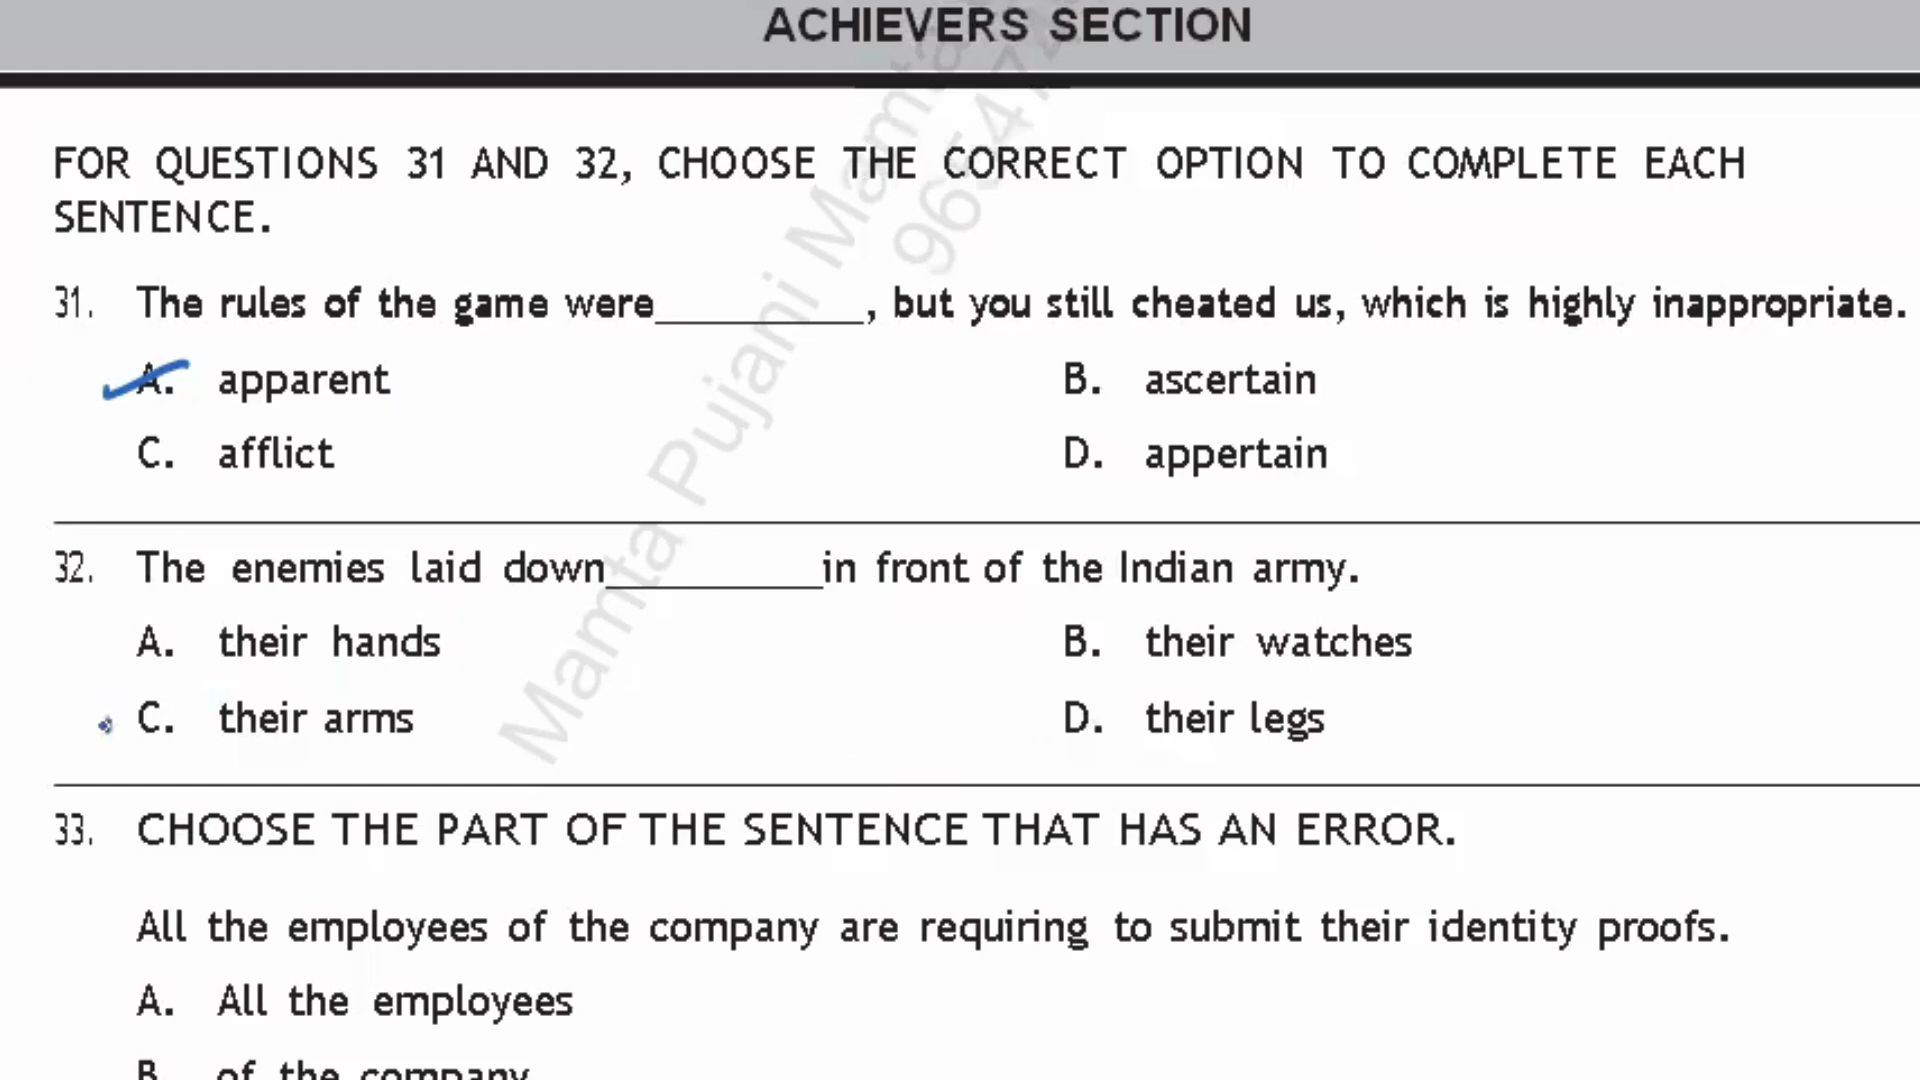 ACHIEVERS SECTION
FOR QUESTIONS 31 AND 32, CHOOSE THE CORRECT OPTION TO COMPLETE EACH
SENTENCE.
31. The rules of the game were_________, but you still cheated us, which is highly inappropriate.
A. apparent B. ascertain
C. afflict D. appertain
32. The enemies laid down_________in front of the Indian army.
A. their hands B. their watches
C. their arms D. their legs
33. CHOOSE THE PART OF THE SENTENCE THAT HAS AN ERROR.
All the employees of the company are requiring to submit their identity proofs.
A. All the employees
B. of the company
Mamta Pujani Mamta